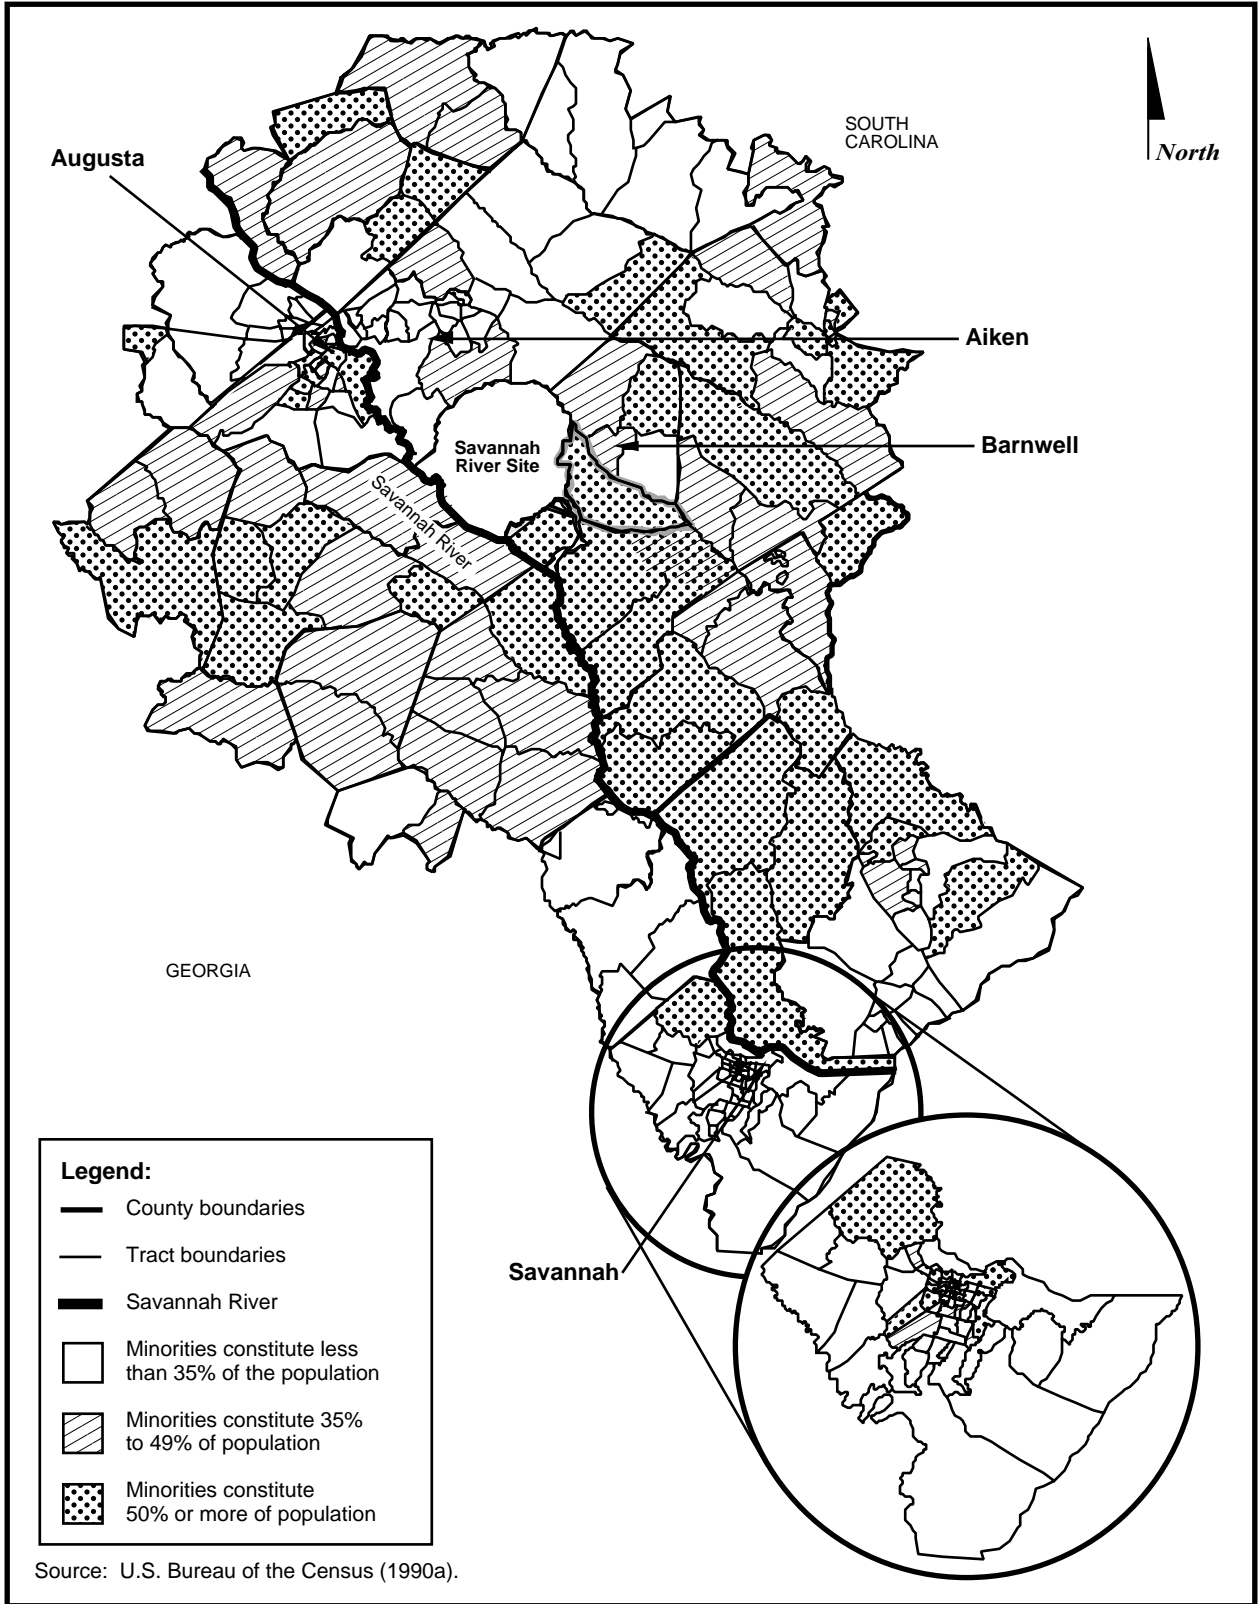 SOUTH
CAROLINA
North
Augusta
Aiken
Barnwell
Savannah
River Site
Savannah River
GEORGIA
Savannah
Legend:
County boundaries
Tract boundaries
Savannah River
Minorities constitute less
than 35% of the population
Minorities constitute 35%
to 49% of population
Minorities constitute
50% or more of population
Source: U.S. Bureau of the Census (1990a).